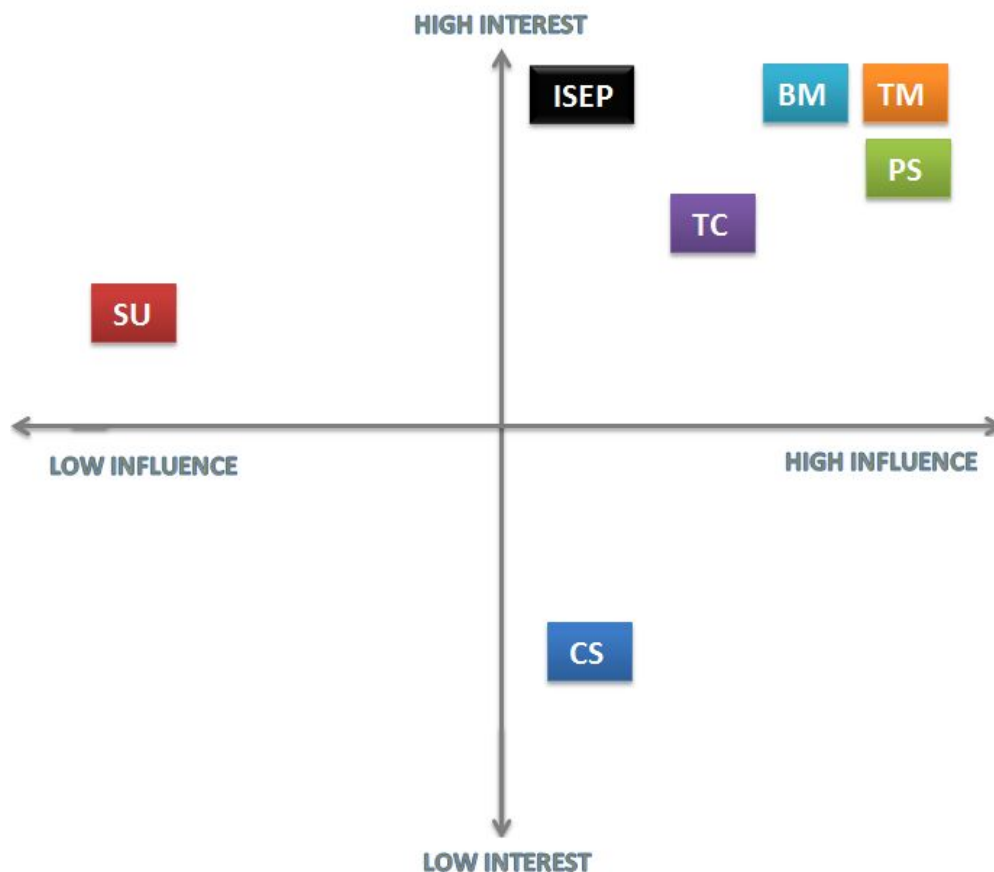 HIGH INTEREST
ISEP
BM
TM
PS
TC
SU
LOW INFLUENCE
HIGH INFLUENCE
CS
LOW INTEREST